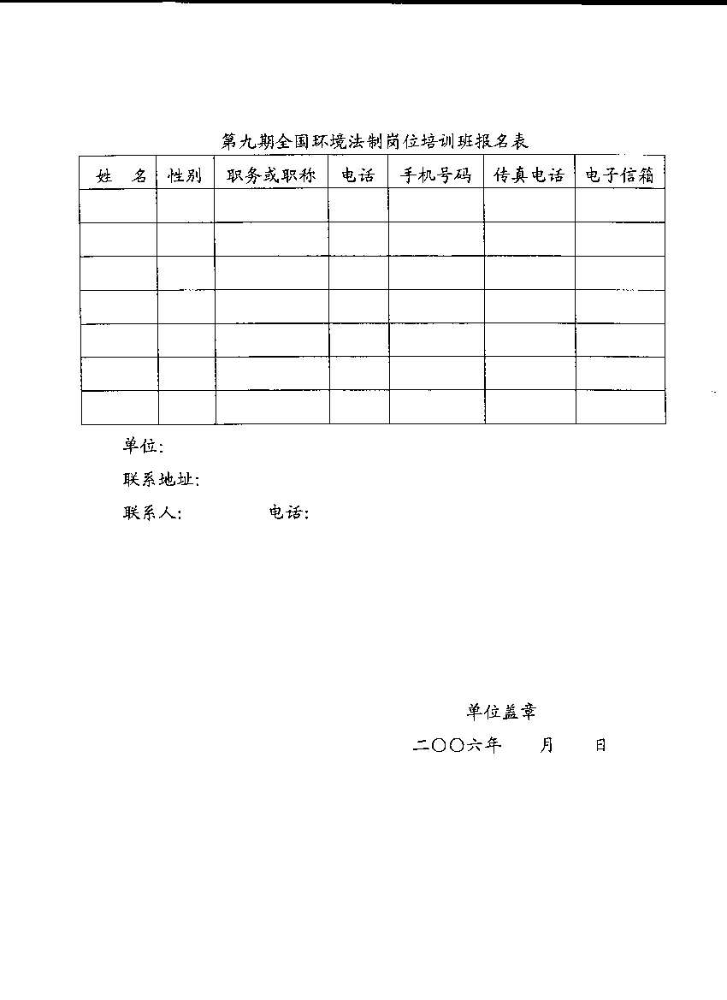 第九期全国环境法制岗位培训班报名表
姓 名 性别 职务或职称 电话 手机号码 传真电话 电子信箱
单位：
联系地址：
联系人： 电话：
单位盖章
二〇〇六年 月 日